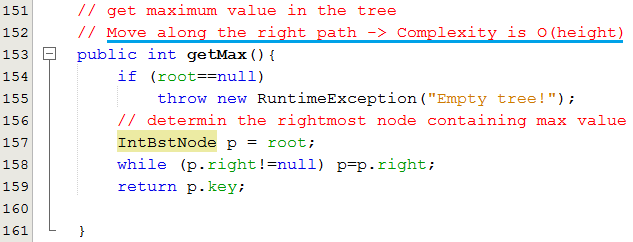 151 // get maximum value in the tree
152 // Move along the right path -> Complexity is O(height)
153 public int getMax(){
154 if (root==null)
155 throw new RuntimeException("Empty tree!");
156 // determin the rightmost node containing max value
157 IntBstNode p = root;
158 while (p.right!=null) p=p.right;
159 return p.key;
160
161 }